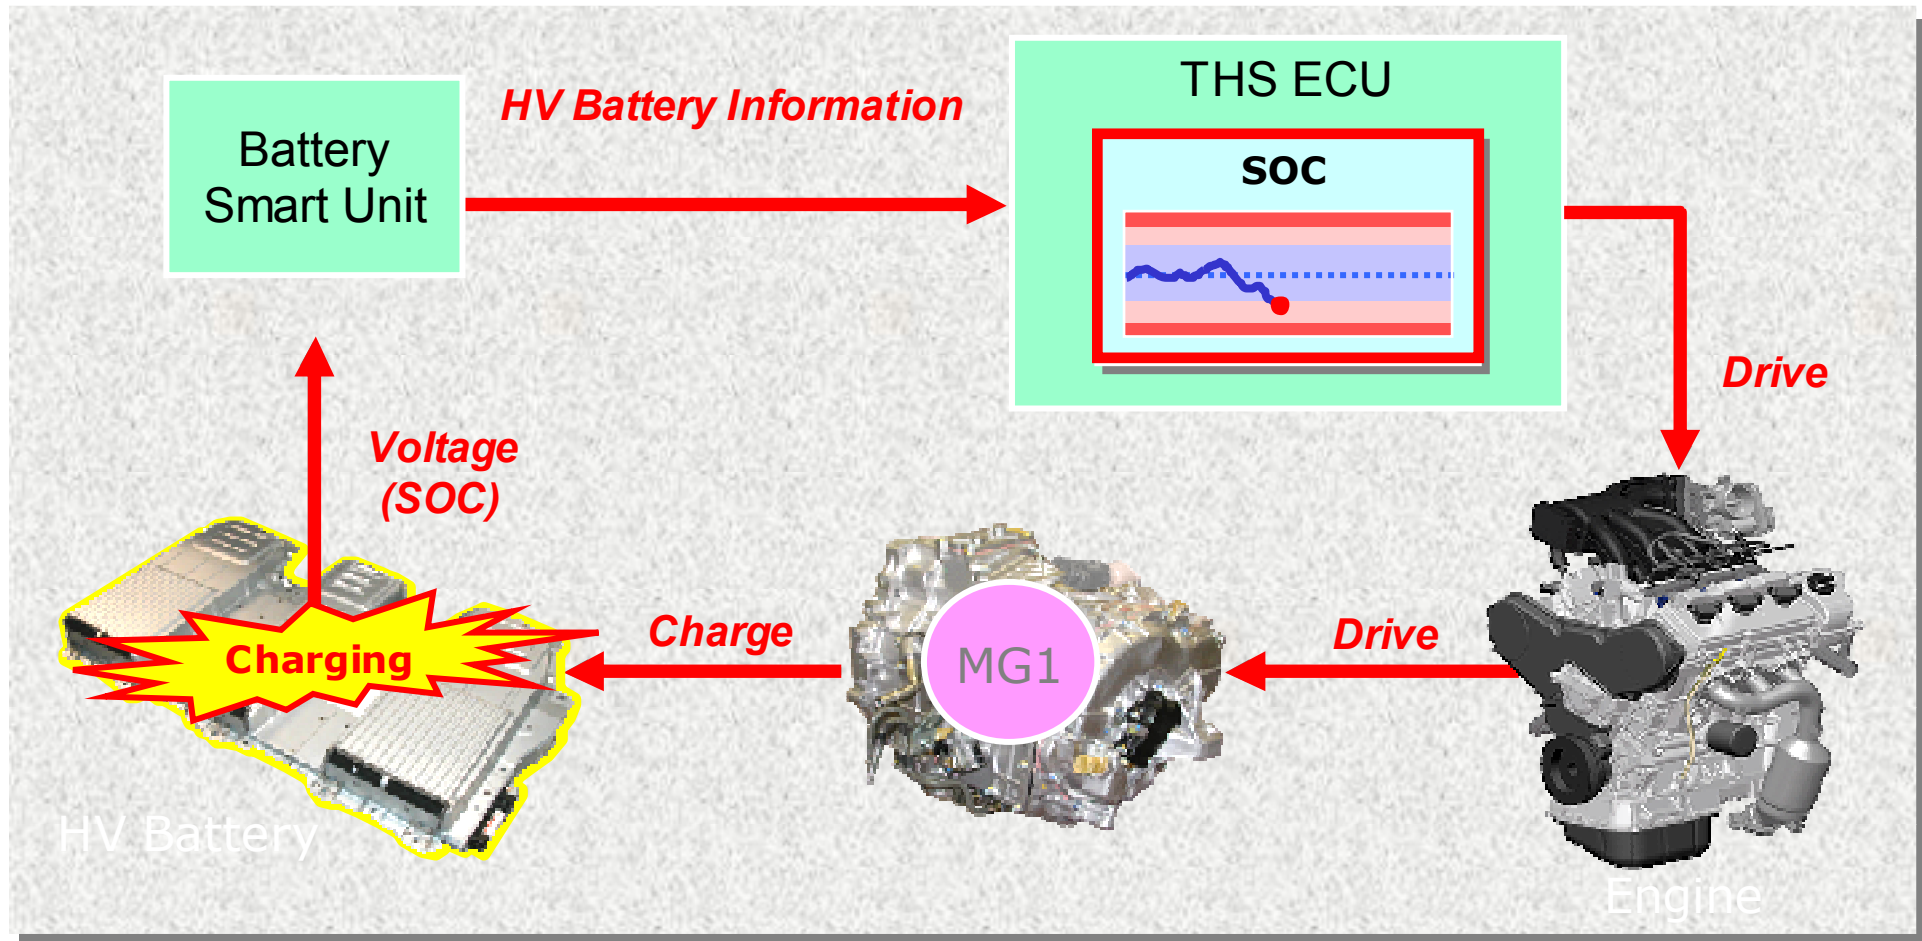 THS ECU
HV Battery Information
Battery
Smart Unit
SOC
Drive
Voltage
(SOC)
Charge
Drive
Charging
MG1
HV Battery
Engine